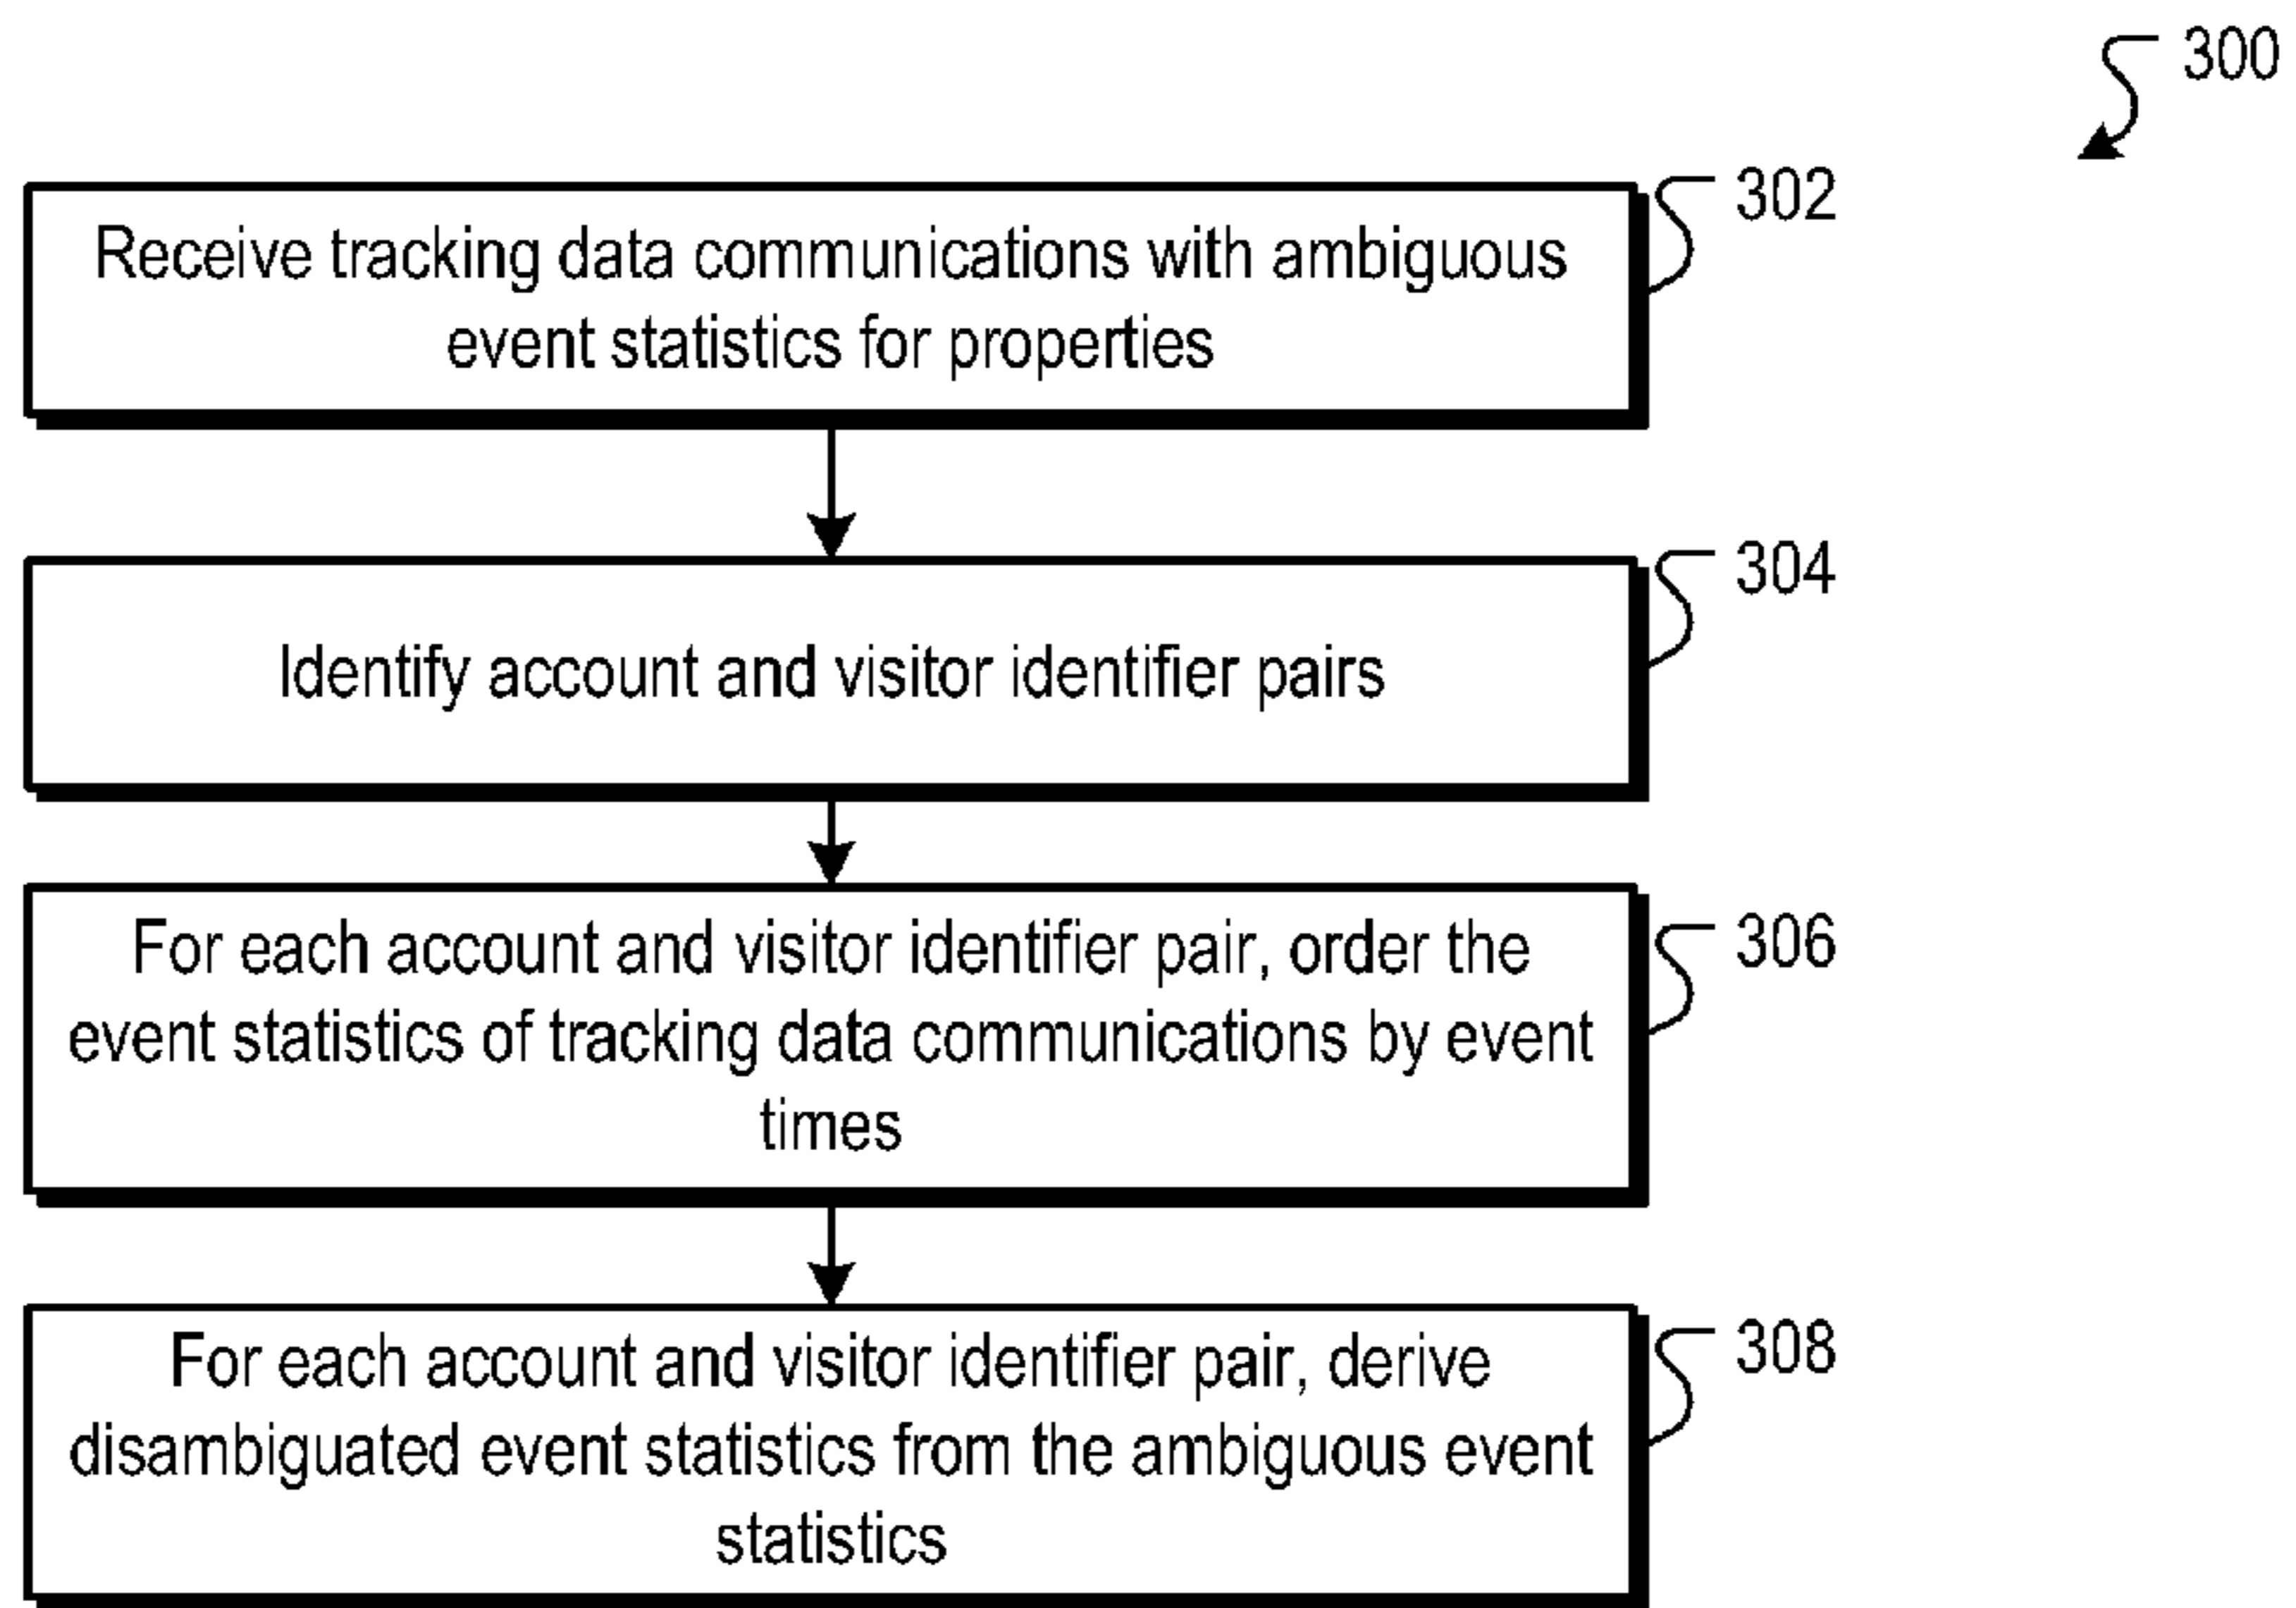 300
302
Receive tracking data communications with ambiguous
event statistics for properties
304
Identify account and visitor identifier pairs
306
For each account and visitor identifier pair, order the
event statistics of tracking data communications by event
times
308
For each account and visitor identifier pair, derive
disambiguated event statistics from the ambiguous event
statistics